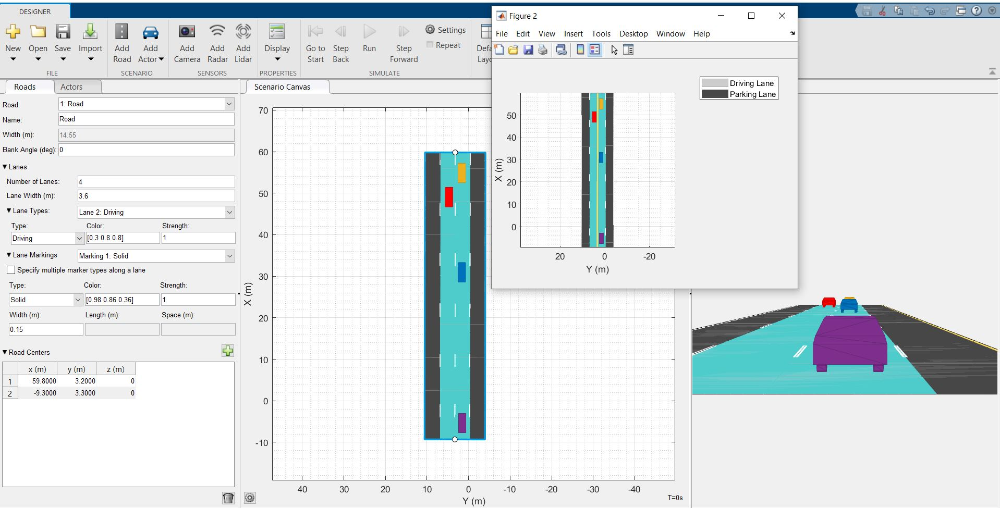 DESIGNER
New
Open
Save
Import
Add Road
Add Actor
Add Camera
Add Radar
Add Lidar
Display
Go to Start
Step Back
Run
Step Forward
Settings
Repeat
FILE
SCENARIO
SENSORS
PROPERTIES
SIMULATE
Roads
Actors
Road:
1: Road
Name:
Road
Width (m):
14.55
Bank Angle (deg):
0
Lanes
Number of Lanes:
4
Lane Width (m):
3.6
Lane Types:
Lane 2: Driving
Type: Color: Strength:
Driving [0.3 0.8 0.8] 1
Lane Markings
Marking 1: Solid
Specify multiple marker types along a lane
Type: Color: Strength:
Solid [0.98 0.86 0.36] 1
Width (m): Length (m): Space (m):
0.15
Road Centers
x (m) y (m) z (m)
1 59.8000 3.2000 0
2 -9.3000 3.3000 0
Scenario Canvas
70
60
50
40
30
20
10
0
-10
X (m)
40 30 20 10 0 -10 -20 -30 -40
Y (m)
T=0s
Figure 2
File Edit View Insert Tools Desktop Window Help
Driving Lane
Parking Lane
50
40
30
20
10
0
X (m)
20 0 -20
Y (m)